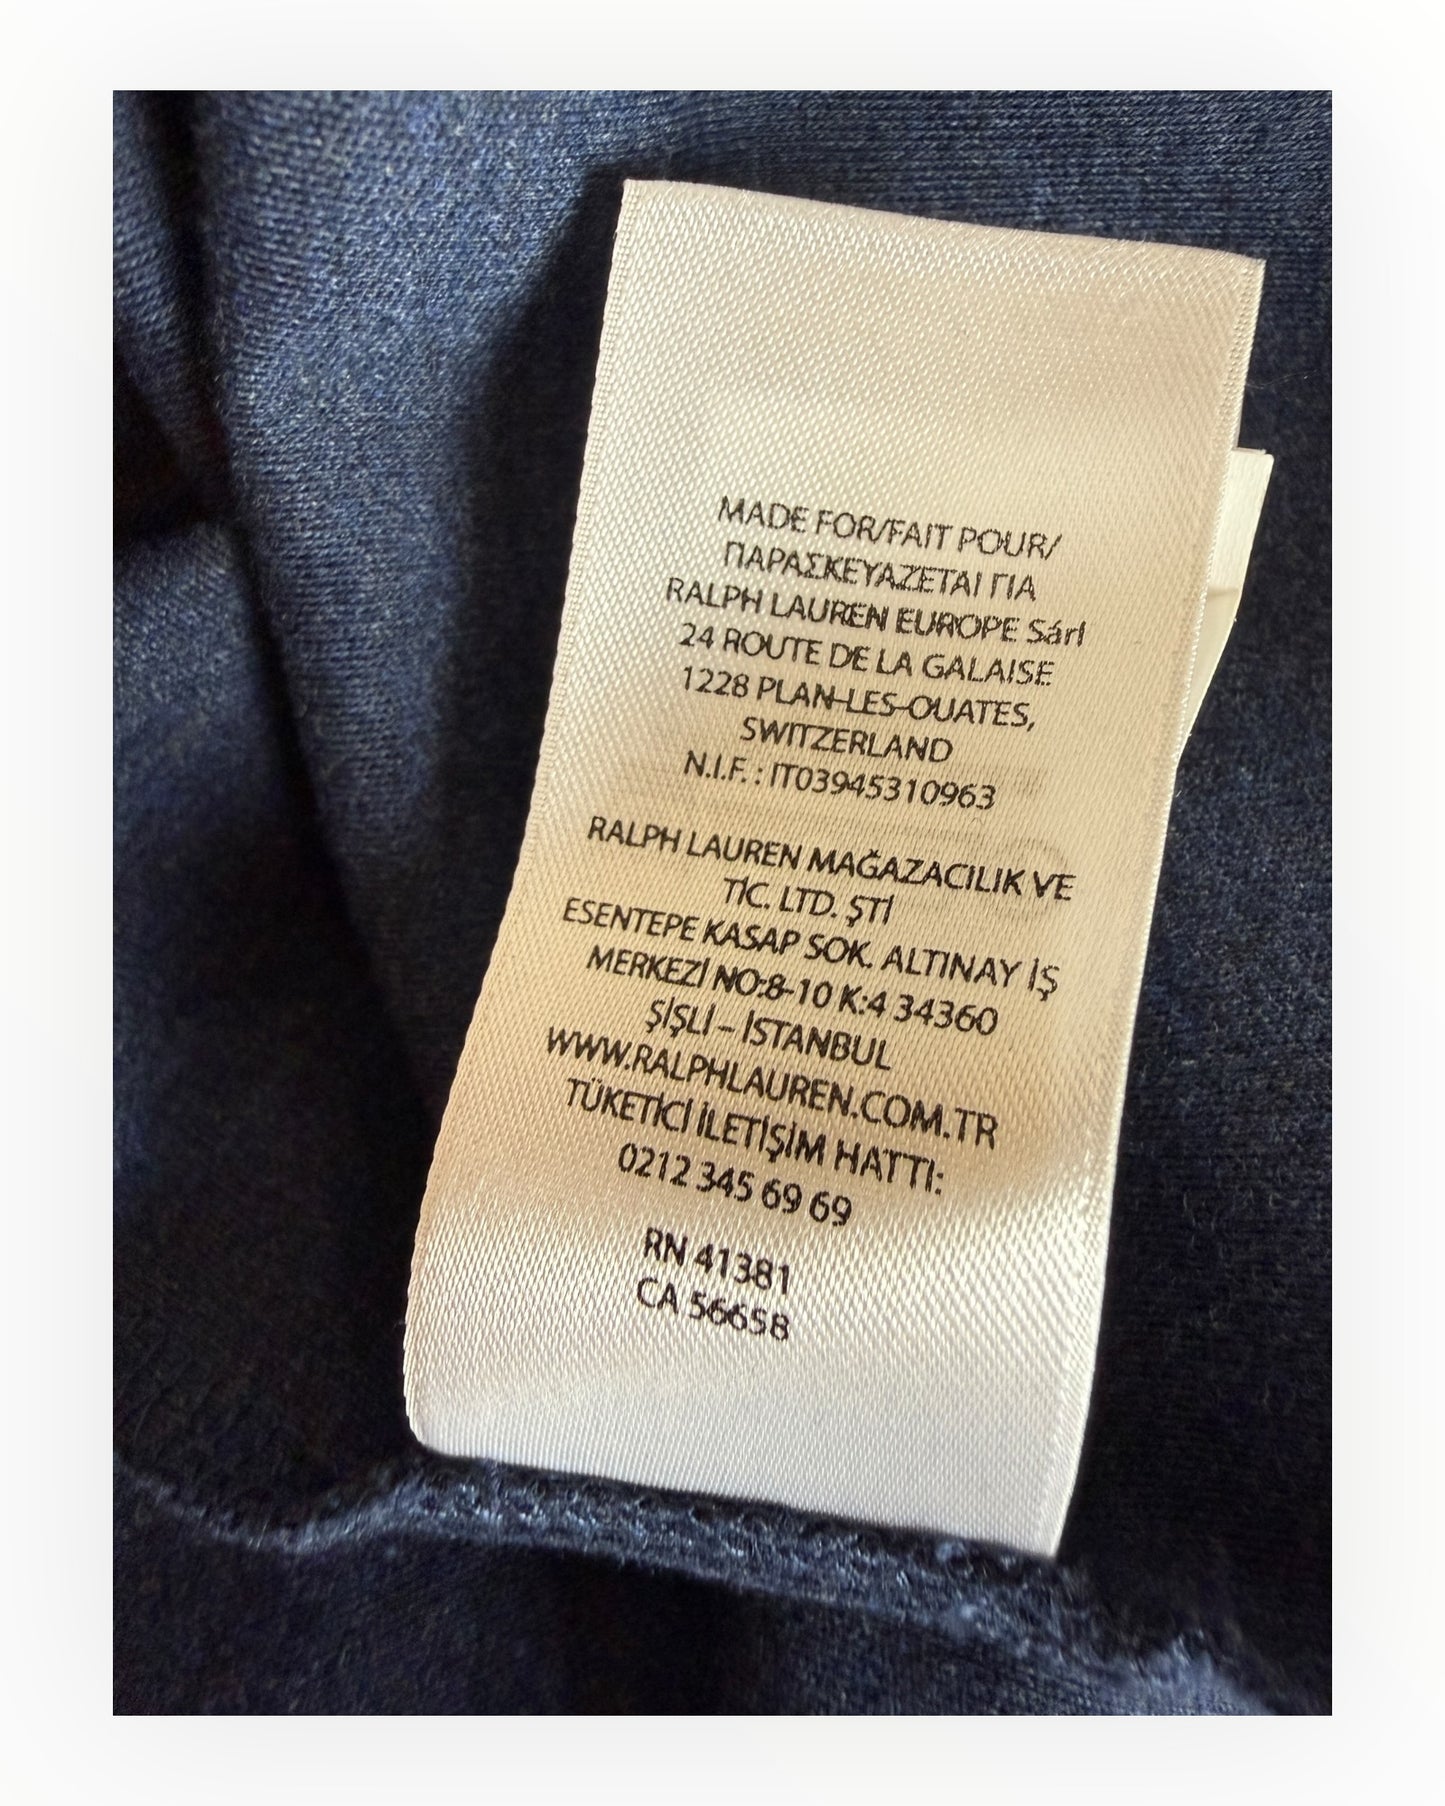 MADE FOR/FAIT POUR/
ΠΑΡΑΣΚΕΥΑΖΕΤΑΙ ΓΙΑ
RALPH LAUREN EUROPE Sárl
24 ROUTE DE LA GALAISE
1228 PLAN-LES-OUATES,
SWITZERLAND
N.I.F. : IT03945310963
RALPH LAUREN MAĞAZACILIK VE
TİC. LTD. ŞTİ
ESENTEPE KASAP SOK. ALTINAY İŞ
MERKEZİ NO:8-10 K:4 34360
ŞİŞLİ – İSTANBUL
WWW.RALPHLAUREN.COM.TR
TÜKETİCİ İLETİŞİM HATTI:
0212 345 69 69
RN 41381
CA 56658